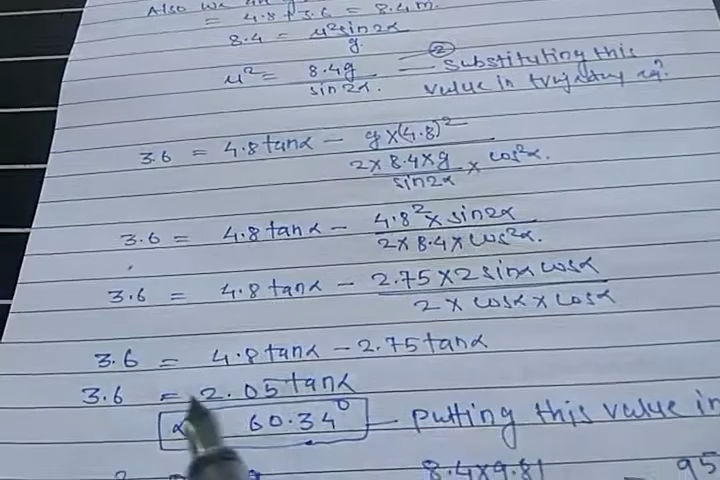 Also we
= 4.8 + 3.6 = 8.4 m.
8.4 = u²sin2α / g
u² = 8.4g / sin2α. — ② Substituting this
value in trajectory eqⁿ.
3.6 = 4.8 tanα − g×(4.8)² / (2 × 8.4×g / sin2α × cos²α.
3.6 = 4.8 tanα − 4.8² × sin2α / 2 × 8.4 × cos²α.
3.6 = 4.8 tanα − 2.75 × 2 sinα cosα / 2 × cosα × cosα
3.6 = 4.8 tanα − 2.75 tanα
3.6 = 2.05 tanα
α 60.34° — putting this value in
8.4×9.81 = 95